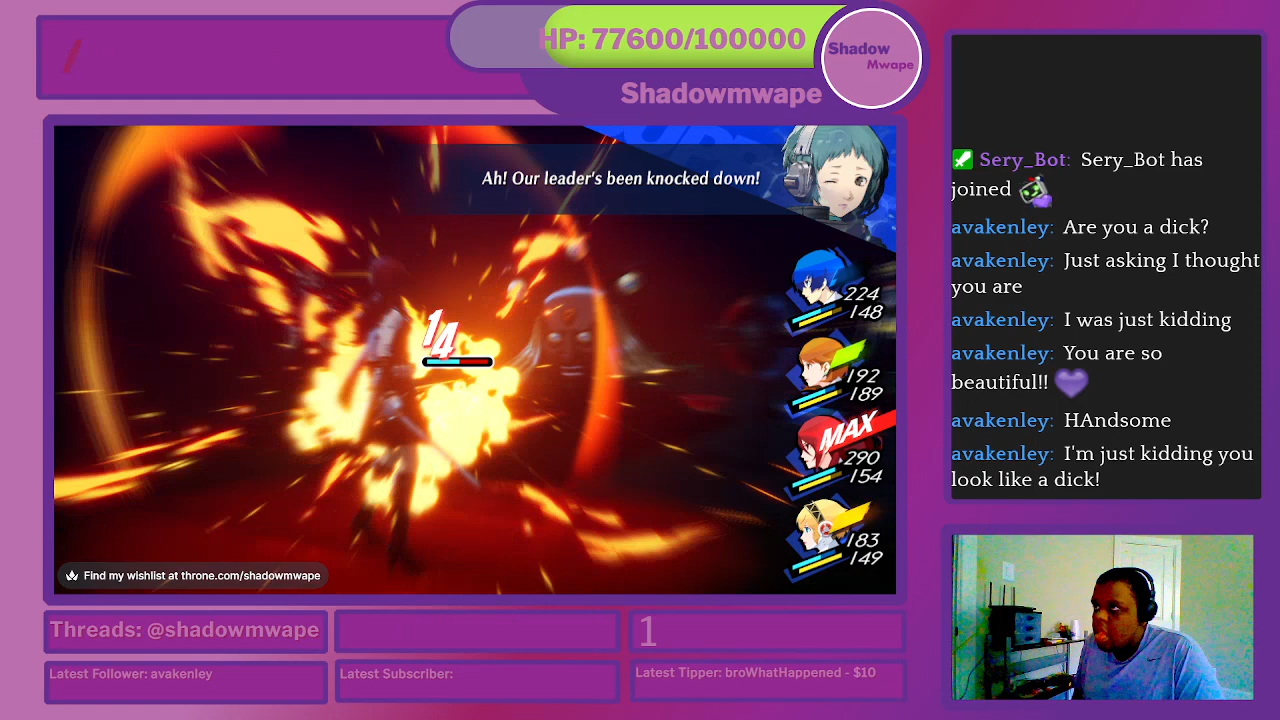 /
HP: 77600/100000
Shadow
Mwape
Shadowmwape
Ah! Our leader's been knocked down!
14
224
148
192
189
MAX
290
154
183
149
Find my wishlist at throne.com/shadowmwape
Sery_Bot: Sery_Bot has
joined
avakenley: Are you a dick?
avakenley: Just asking I thought
you are
avakenley: I was just kidding
avakenley: You are so
beautiful!!
avakenley: HAndsome
avakenley: I'm just kidding you
look like a dick!
Threads: @shadowmwape
1
Latest Follower: avakenley
Latest Subscriber:
Latest Tipper: broWhatHappened - $10